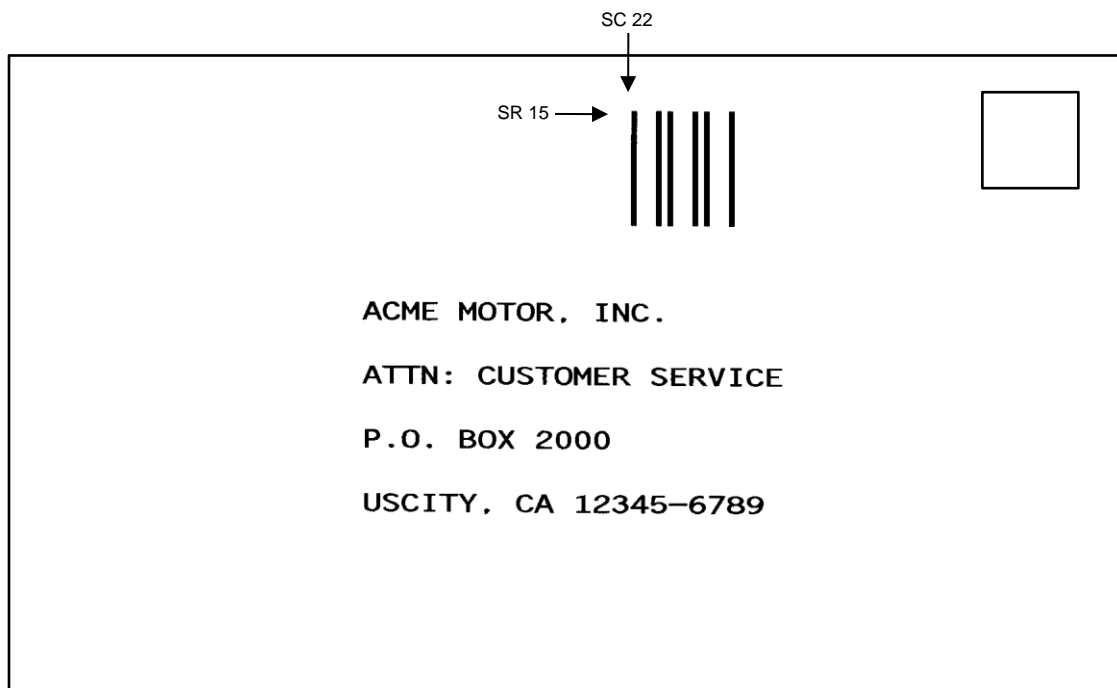 SC 22
SR 15
ACME MOTOR, INC.
ATTN: CUSTOMER SERVICE
P.O. BOX 2000
USCITY, CA 12345–6789